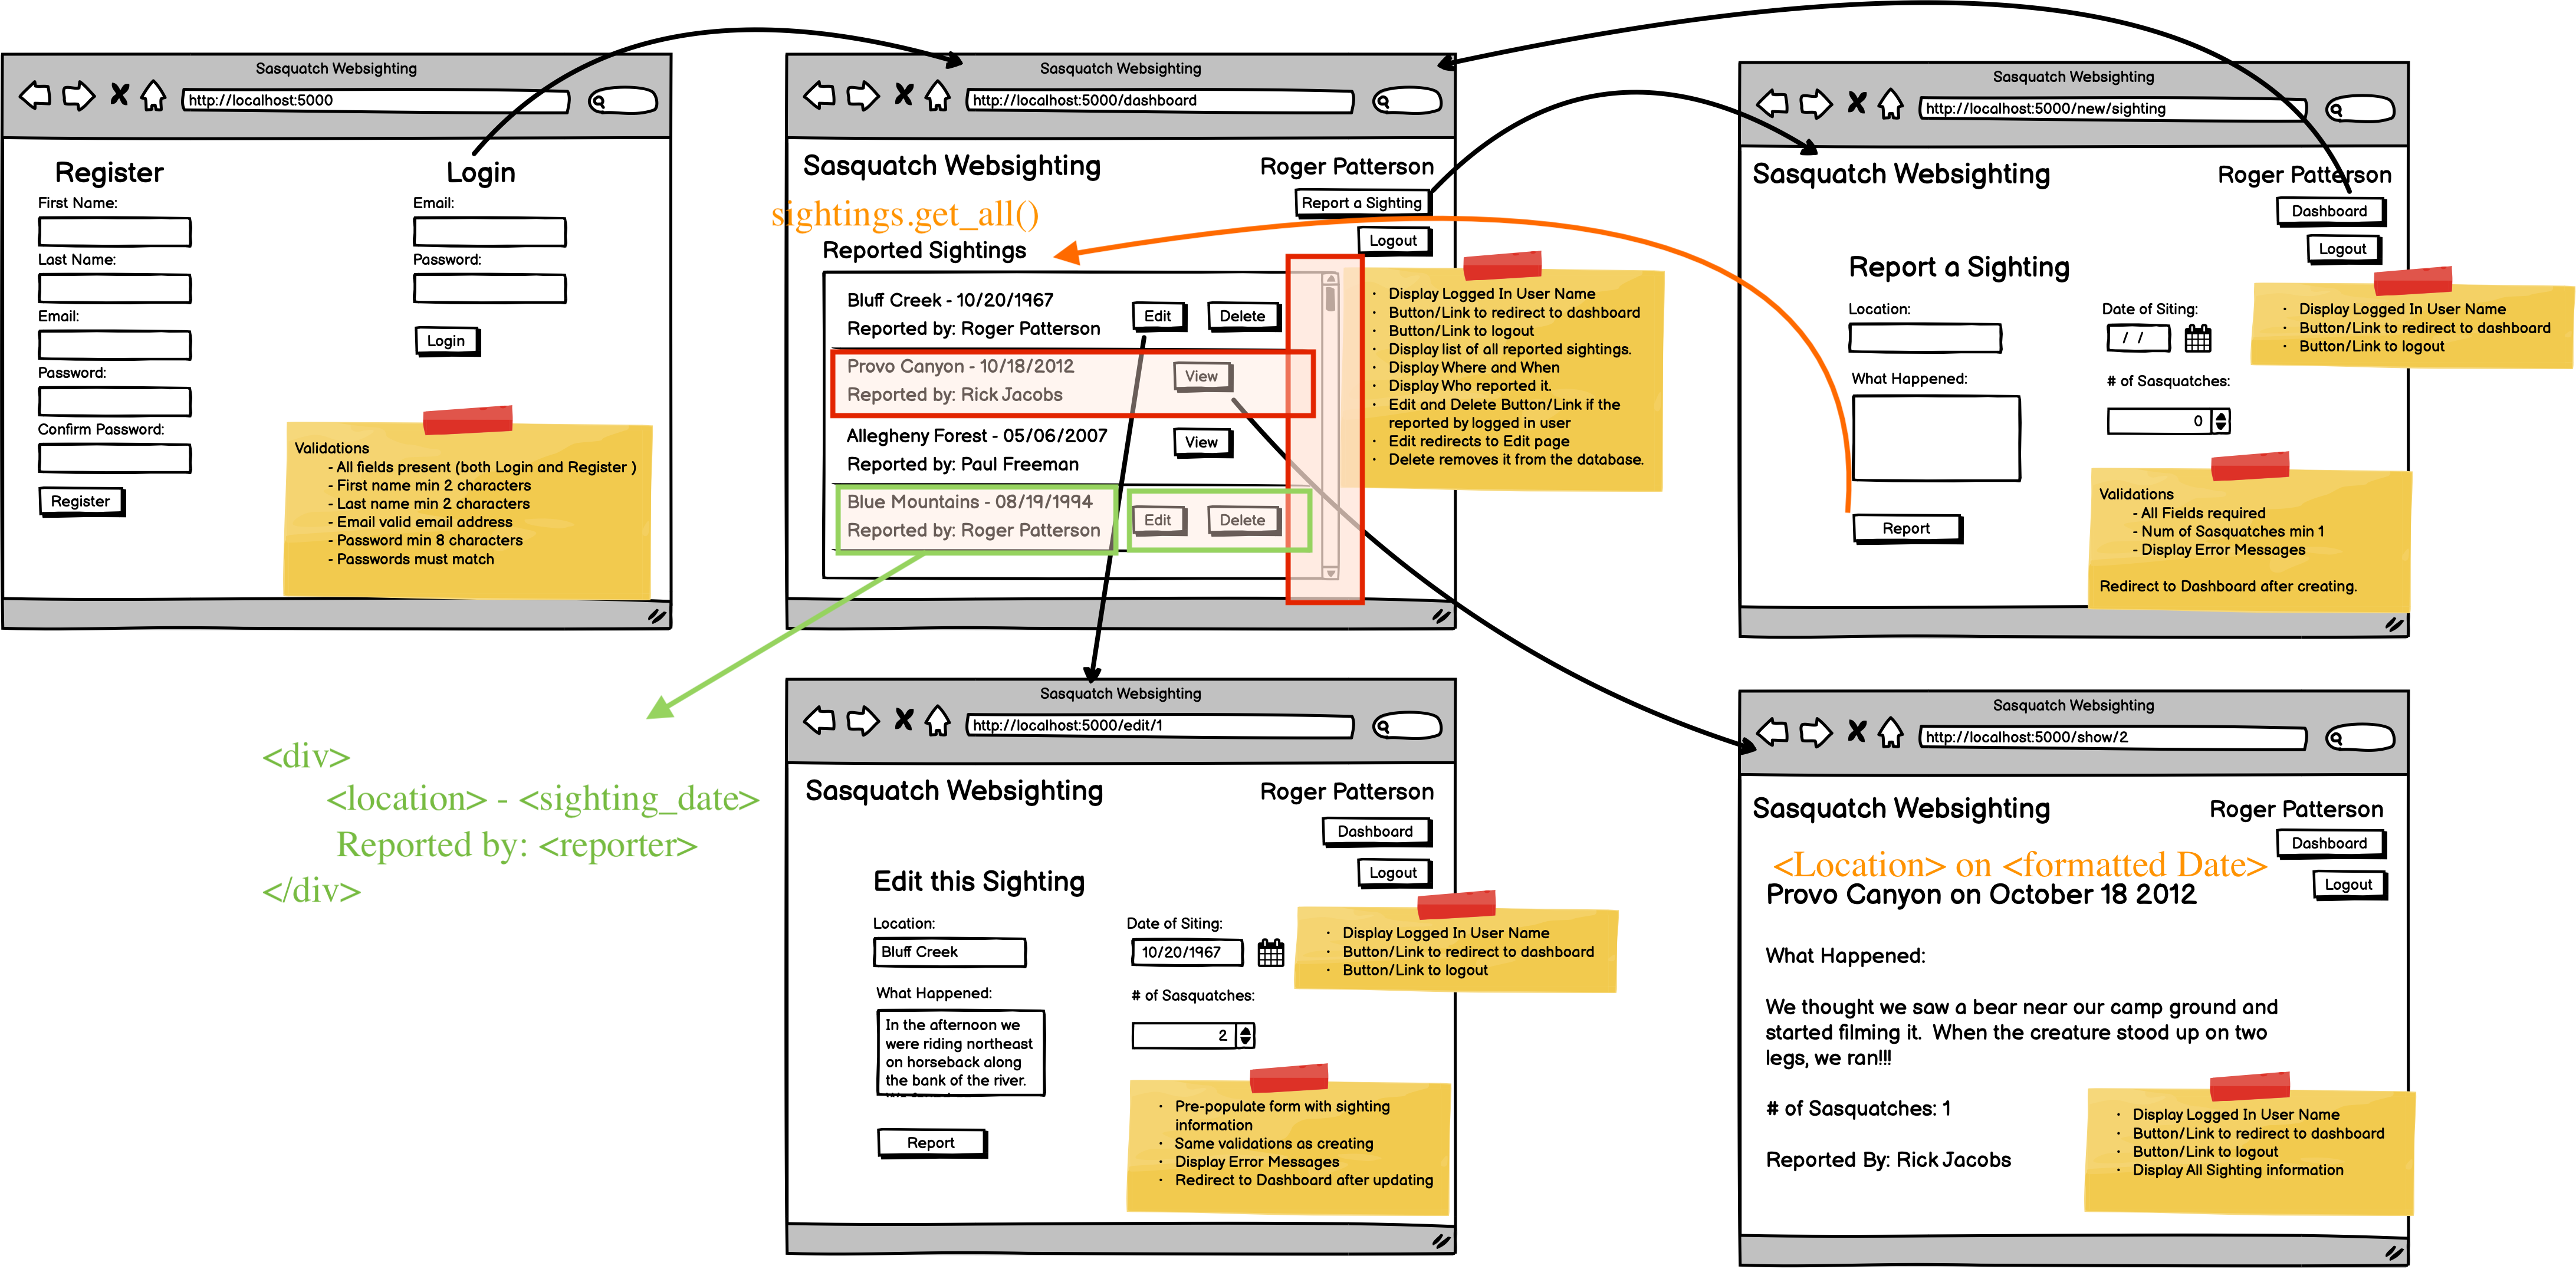 Sasquatch Websighting
http://localhost:5000
Register
Login
First Name:
Last Name:
Email:
Password:
Confirm Password:
Register
Email:
Password:
Login
Validations
- All fields present (both Login and Register )
- First name min 2 characters
- Last name min 2 characters
- Email valid email address
- Password min 8 characters
- Passwords must match
Sasquatch Websighting
http://localhost:5000/dashboard
Sasquatch Websighting
Roger Patterson
Report a Sighting
Logout
sightings.get_all()
Reported Sightings
Bluff Creek - 10/20/1967
Reported by: Roger Patterson
Edit
Delete
Provo Canyon - 10/18/2012
Reported by: Rick Jacobs
View
Allegheny Forest - 05/06/2007
Reported by: Paul Freeman
View
Blue Mountains - 08/19/1994
Reported by: Roger Patterson
Edit
Delete
· Display Logged In User Name
· Button/Link to redirect to dashboard
· Button/Link to logout
· Display list of all reported sightings.
· Display Where and When
· Display Who reported it.
· Edit and Delete Button/Link if the
reported by logged in user
· Edit redirects to Edit page
· Delete removes it from the database.
Sasquatch Websighting
http://localhost:5000/new/sighting
Sasquatch Websighting
Roger Patterson
Dashboard
Logout
Report a Sighting
Location:
Date of Siting:
/ /
What Happened:
# of Sasquatches:
0
Report
· Display Logged In User Name
· Button/Link to redirect to dashboard
· Button/Link to logout
Validations
- All Fields required
- Num of Sasquatches min 1
- Display Error Messages
Redirect to Dashboard after creating.
<div>
<location> - <sighting_date>
Reported by: <reporter>
</div>
Sasquatch Websighting
http://localhost:5000/edit/1
Sasquatch Websighting
Roger Patterson
Dashboard
Logout
Edit this Sighting
Location:
Bluff Creek
Date of Siting:
10/20/1967
What Happened:
In the afternoon we
were riding northeast
on horseback along
the bank of the river.
# of Sasquatches:
2
Report
· Display Logged In User Name
· Button/Link to redirect to dashboard
· Button/Link to logout
· Pre-populate form with sighting
information
· Same validations as creating
· Display Error Messages
· Redirect to Dashboard after updating
Sasquatch Websighting
http://localhost:5000/show/2
Sasquatch Websighting
Roger Patterson
Dashboard
Logout
<Location> on <formatted Date>
Provo Canyon on October 18 2012
What Happened:
We thought we saw a bear near our camp ground and
started filming it. When the creature stood up on two
legs, we ran!!!
# of Sasquatches: 1
Reported By: Rick Jacobs
· Display Logged In User Name
· Button/Link to redirect to dashboard
· Button/Link to logout
· Display All Sighting information